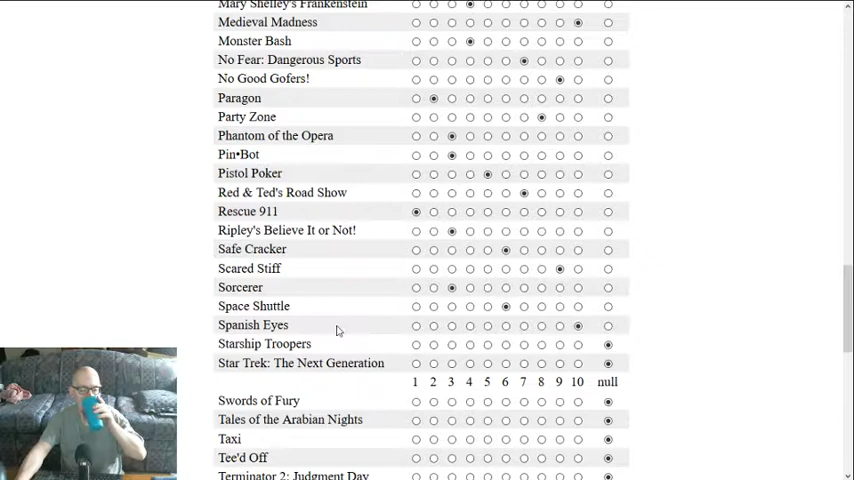 Mary Shelley's Frankenstein
Medieval Madness
Monster Bash
No Fear: Dangerous Sports
No Good Gofers!
Paragon
Party Zone
Phantom of the Opera
Pin•Bot
Pistol Poker
Red & Ted's Road Show
Rescue 911
Ripley's Believe It or Not!
Safe Cracker
Scared Stiff
Sorcerer
Space Shuttle
Spanish Eyes
Starship Troopers
Star Trek: The Next Generation
1 2 3 4 5 6 7 8 9 10 null
Swords of Fury
Tales of the Arabian Nights
Taxi
Tee'd Off
Terminator 2: Judgment Day